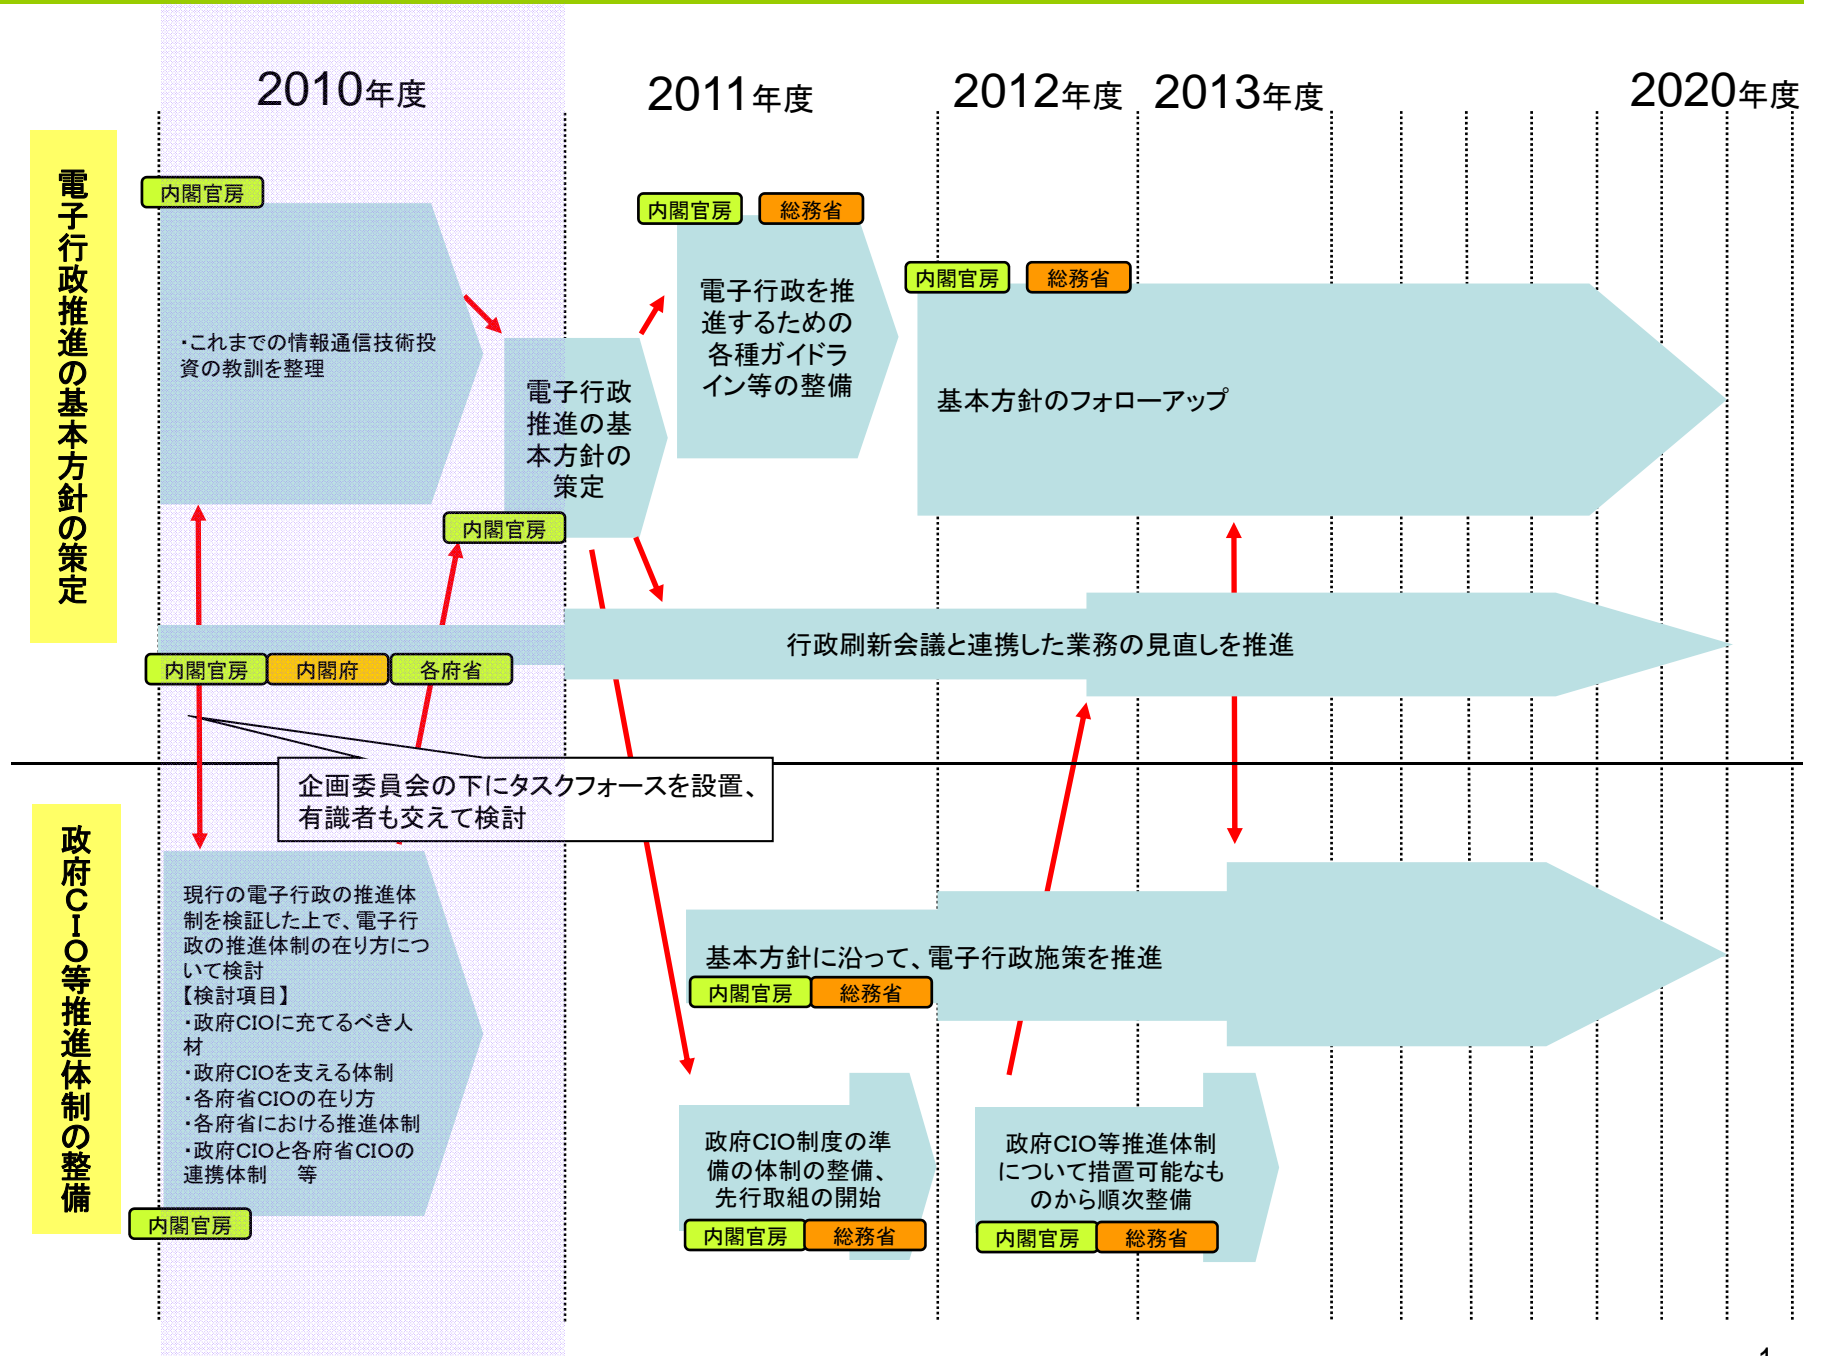 2010年度
2011年度
2012年度
2013年度
2020年度
電子行政推進の基本方針の策定
内閣官房
・これまでの情報通信技術投
資の教訓を整理
電子行政
推進の基
本方針の
策定
内閣官房
内閣官房
総務省
電子行政を推
進するための
各種ガイドラ
イン等の整備
内閣官房
総務省
基本方針のフォローアップ
行政刷新会議と連携した業務の見直しを推進
内閣官房
内閣府
各府省
企画委員会の下にタスクフォースを設置、
有識者も交えて検討
政府CIO等推進体制の整備
現行の電子行政の推進体
制を検証した上で、電子行
政の推進体制の在り方につ
いて検討
【検討項目】
・政府CIOに充てるべき人
材
・政府CIOを支える体制
・各府省CIOの在り方
・各府省における推進体制
・政府CIOと各府省CIOの
連携体制 等
内閣官房
基本方針に沿って、電子行政施策を推進
内閣官房
総務省
政府CIO制度の準
備の体制の整備、
先行取組の開始
内閣官房
総務省
政府CIO等推進体制
について措置可能なも
のから順次整備
内閣官房
総務省
1